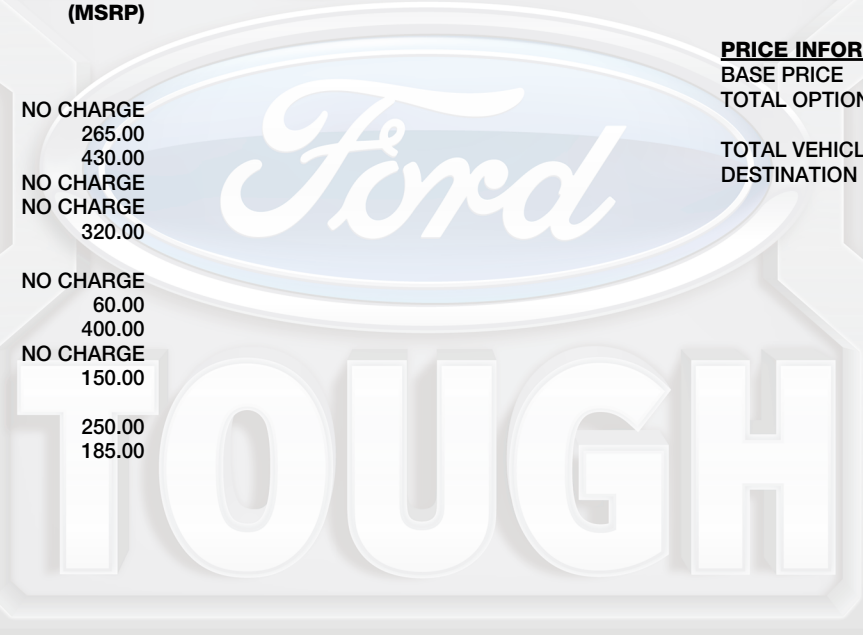 (MSRP)
NO CHARGE
265.00
430.00
NO CHARGE
NO CHARGE
320.00
NO CHARGE
60.00
400.00
NO CHARGE
150.00
250.00
185.00
PRICE INFOR
BASE PRICE
TOTAL OPTION
TOTAL VEHICL
DESTINATION
Ford
TOUGH